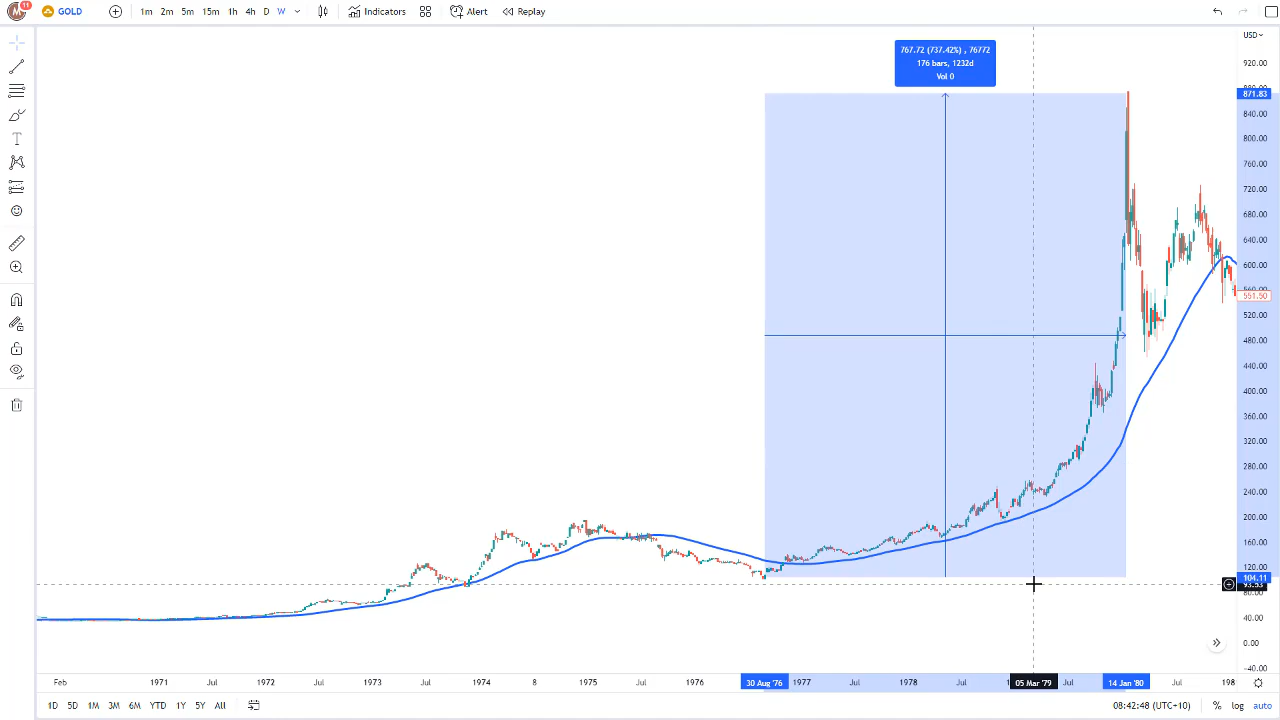 11
GOLD
1m 2m 5m 15m 1h 4h D W
Indicators
Alert
Replay
USD
767.72 (737.42%) , 76772
176 bars, 1232d
Vol 0
920.00
871.83
840.00
800.00
760.00
720.00
680.00
640.00
600.00
551.50
520.00
480.00
440.00
400.00
360.00
320.00
280.00
240.00
200.00
160.00
120.00
104.11
93.53
80.00
40.00
0.00
-40.00
Feb 1971 Jul 1972 Jul 1973 Jul 1974 8 1975 Jul 1976 30 Aug '76 1977 Jul 1978 Jul 05 Mar '79 Jul 14 Jan '80 Jul 198
1D 5D 1M 3M 6M YTD 1Y 5Y All
08:42:48 (UTC+10) % log auto